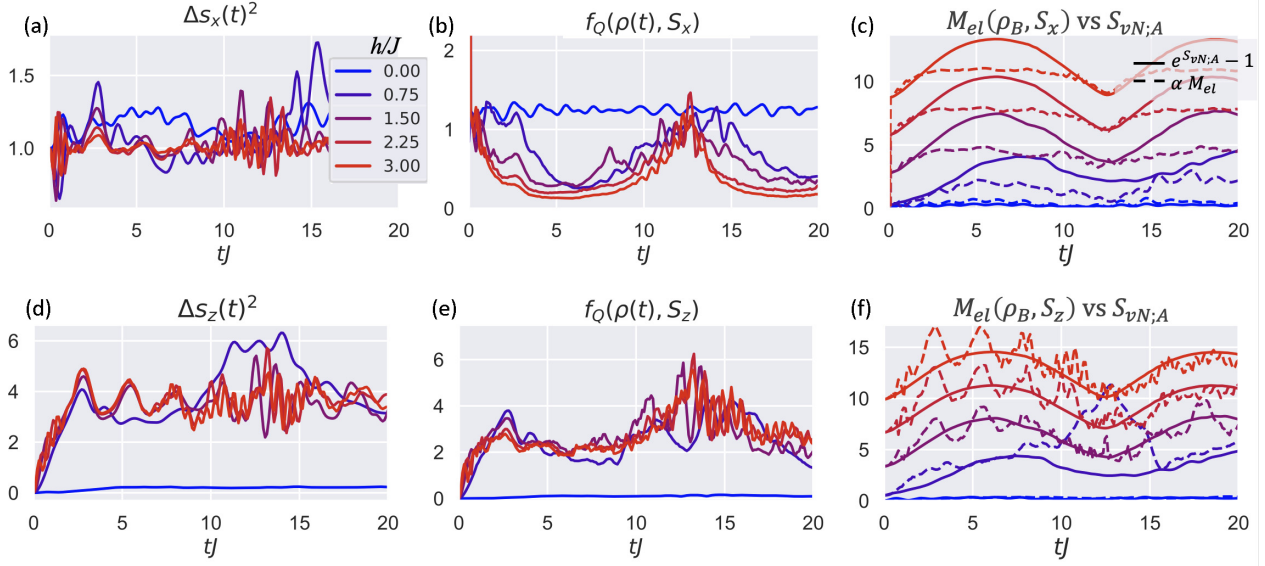 (a) Δs_x(t)^2
h/J
0.00
0.75
1.50
2.25
3.00
1.5
1.0
0 5 10 15 20
tJ
(b) f_Q(ρ(t), S_x)
2
1
0
0 5 10 15 20
tJ
(c) M_el(ρ_B, S_x) vs S_vN;A
e^{S_vN;A} − 1
α M_el
10
5
0
0 5 10 15 20
tJ
(d) Δs_z(t)^2
6
4
2
0
0 5 10 15 20
tJ
(e) f_Q(ρ(t), S_z)
6
4
2
0
0 5 10 15 20
tJ
(f) M_el(ρ_B, S_z) vs S_vN;A
15
10
5
0
0 5 10 15 20
tJ